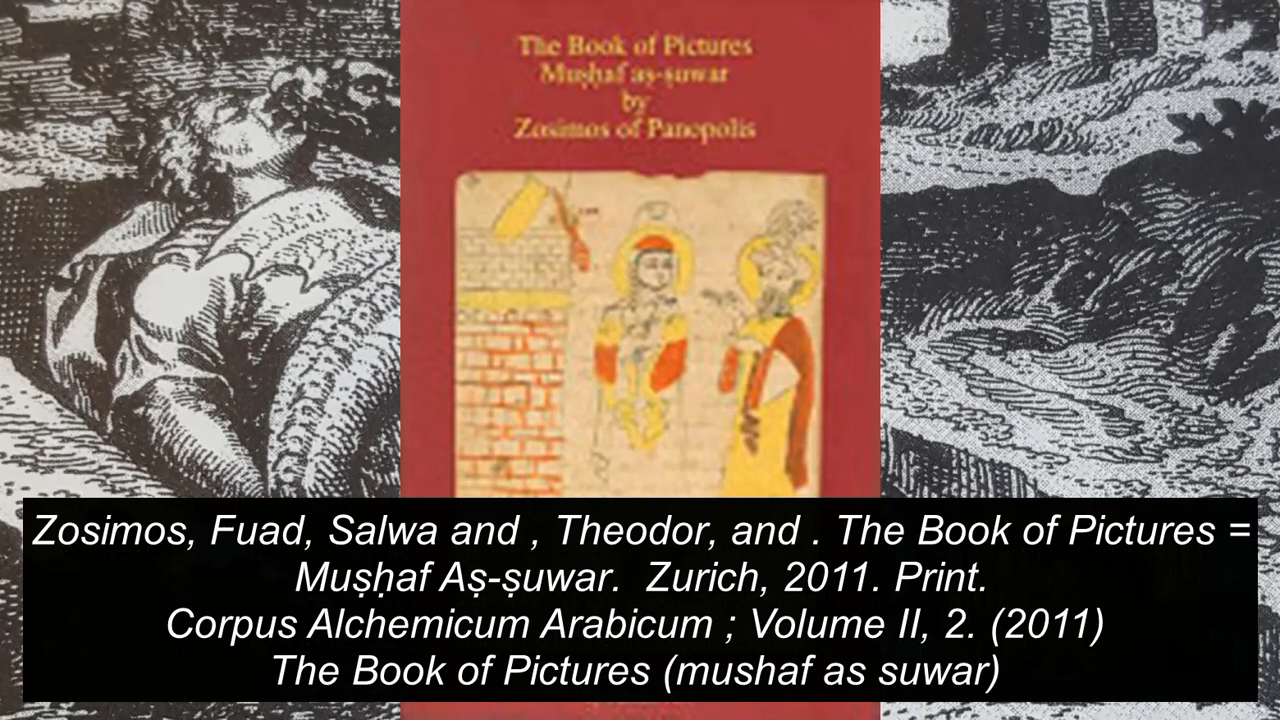 The Book of Pictures
Muṣḥaf aṣ-ṣuwar
by
Zosimos of Panopolis
Zosimos, Fuad, Salwa and , Theodor, and . The Book of Pictures =
Muṣḥaf Aṣ-ṣuwar.  Zurich, 2011. Print.
Corpus Alchemicum Arabicum ; Volume II, 2. (2011)
The Book of Pictures (mushaf as suwar)